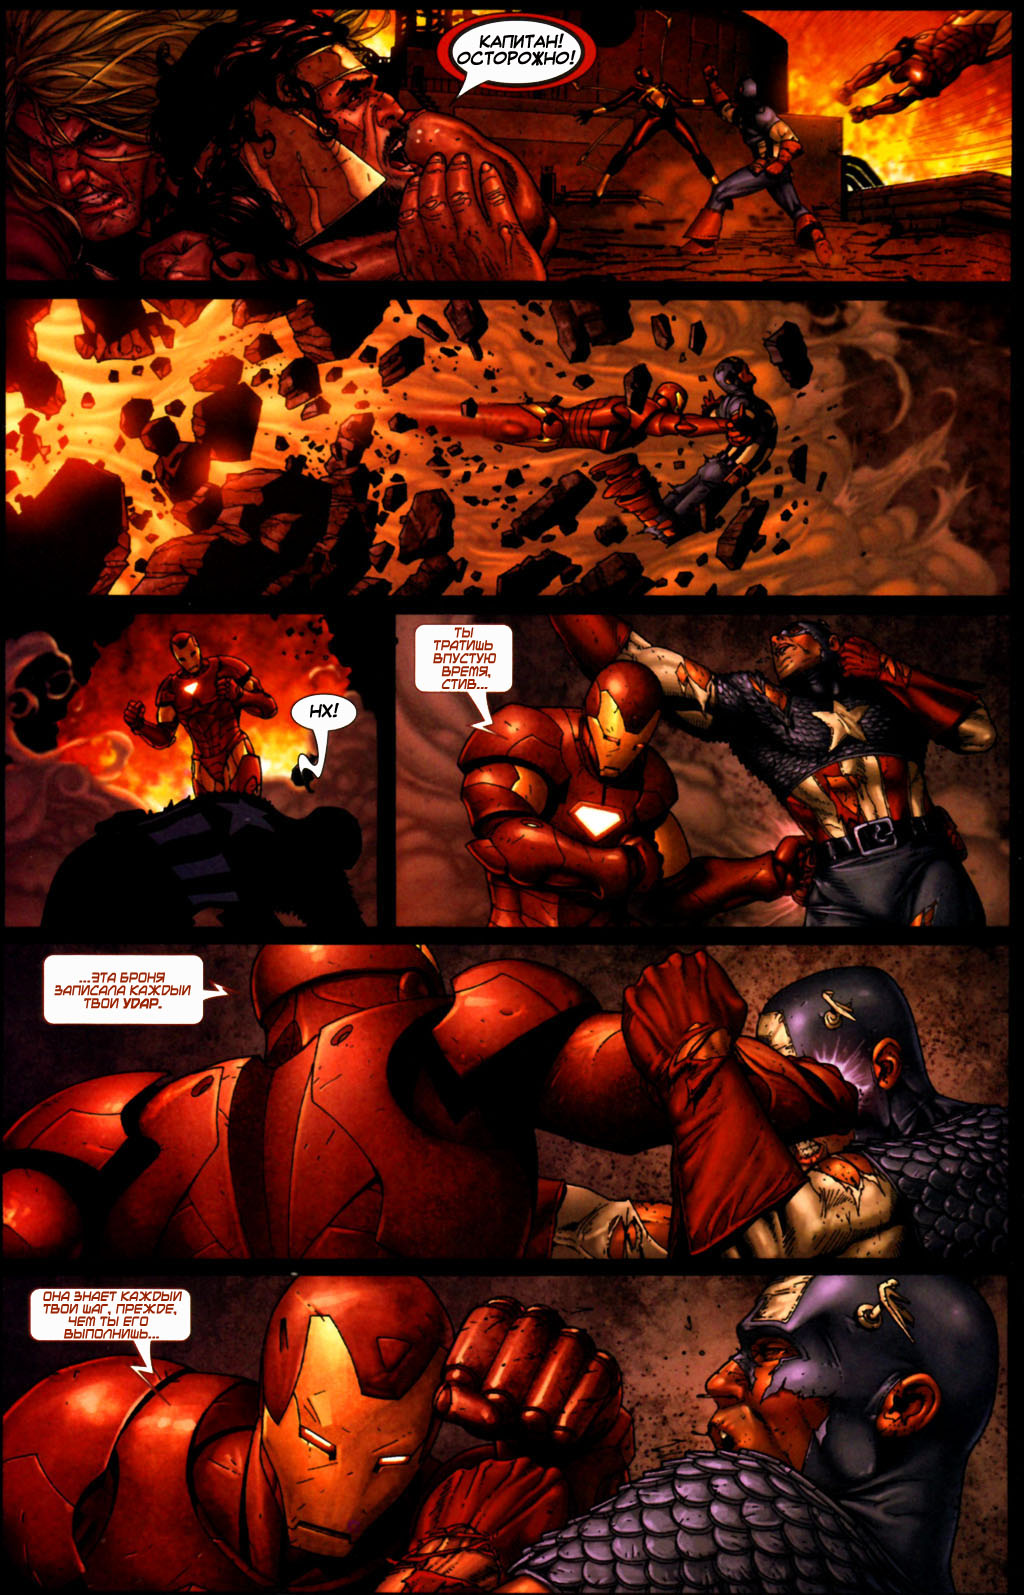 КАПИТАН!
ОСТОРОЖНО!
НХ!
ТЫ
ТРАТИШЬ
ВПУСТУЮ
ВРЕМЯ,
СТИВ...
...ЭТА БРОНЯ
ЗАПИСАЛА КАЖДЫЙ
ТВОЙ УДАР.
ОНА ЗНАЕТ КАЖДЫЙ
ТВОЙ ШАГ, ПРЕЖДЕ,
ЧЕМ ТЫ ЕГО
ВЫПОЛНИШЬ...